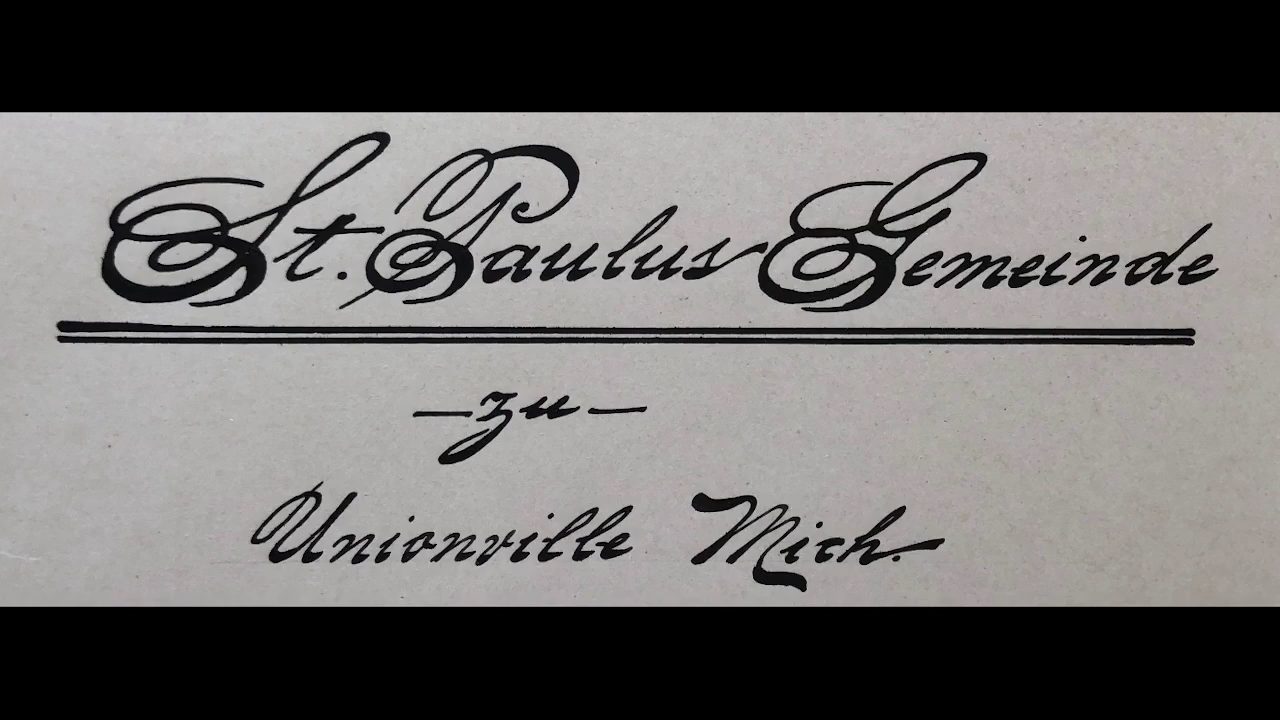 St. Paulus Gemeinde
– zu –
Unionville Mich.